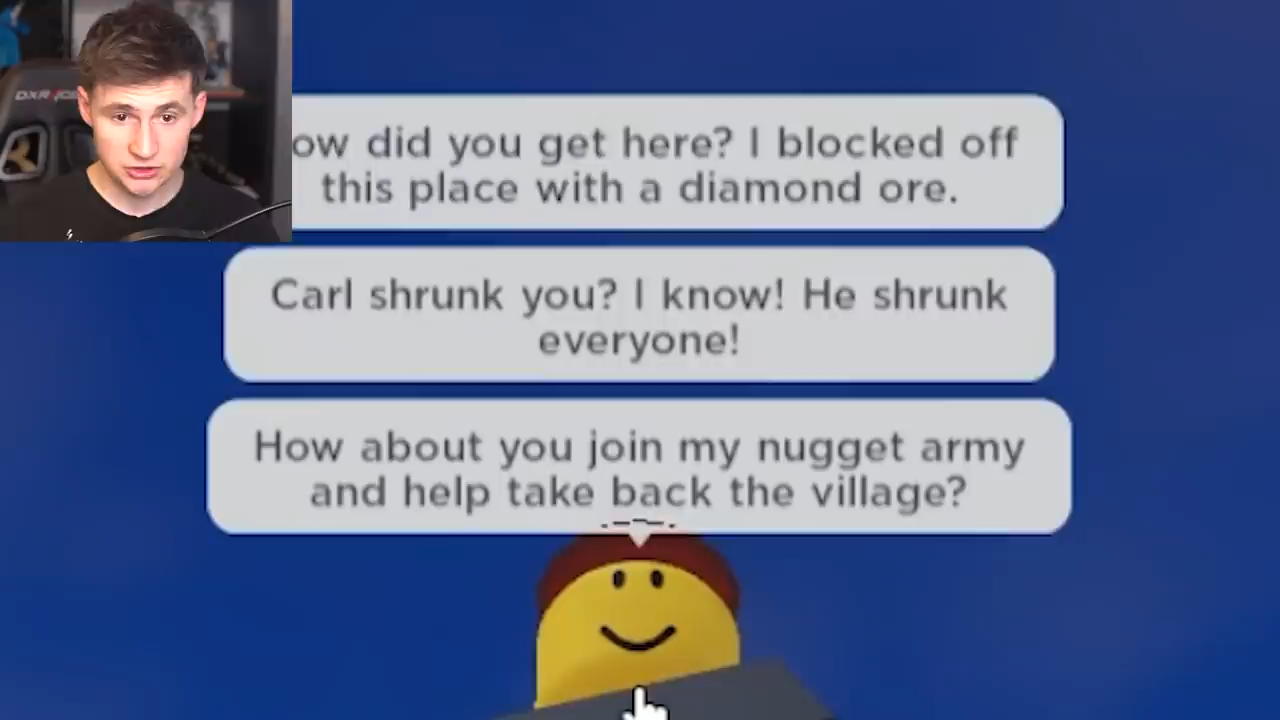 ow did you get here? I blocked off
this place with a diamond ore.
Carl shrunk you? I know! He shrunk
everyone!
How about you join my nugget army
and help take back the village?